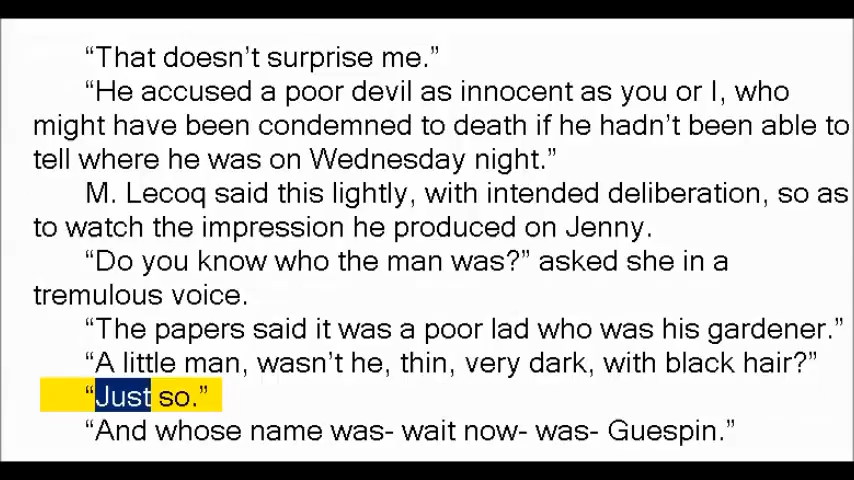 “That doesn’t surprise me.”
“He accused a poor devil as innocent as you or I, who
might have been condemned to death if he hadn’t been able to
tell where he was on Wednesday night.”
M. Lecoq said this lightly, with intended deliberation, so as
to watch the impression he produced on Jenny.
“Do you know who the man was?” asked she in a
tremulous voice.
“The papers said it was a poor lad who was his gardener.”
“A little man, wasn’t he, thin, very dark, with black hair?”
“Just so.”
“And whose name was- wait now- was- Guespin.”